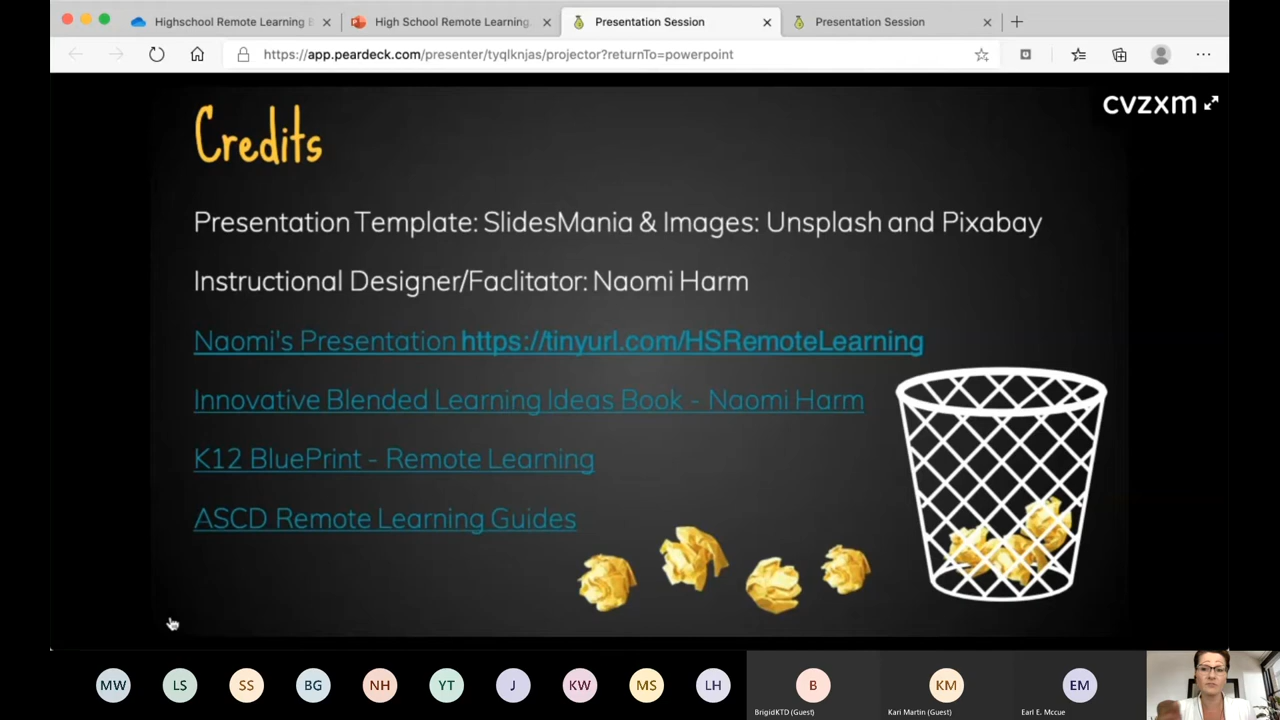 Highschool Remote Learning B
High School Remote Learning.
Presentation Session
Presentation Session
https://app.peardeck.com/presenter/tyqlknjas/projector?returnTo=powerpoint
cvzxm
Credits
Presentation Template: SlidesMania & Images: Unsplash and Pixabay
Instructional Designer/Faclitator: Naomi Harm
Naomi's Presentation https://tinyurl.com/HSRemoteLearning
Innovative Blended Learning Ideas Book - Naomi Harm
K12 BluePrint - Remote Learning
ASCD Remote Learning Guides
MW LS SS BG NH YT J KW MS LH B KM EM
BrigidKTD (Guest) Kari Martin (Guest) Earl E. Mccue